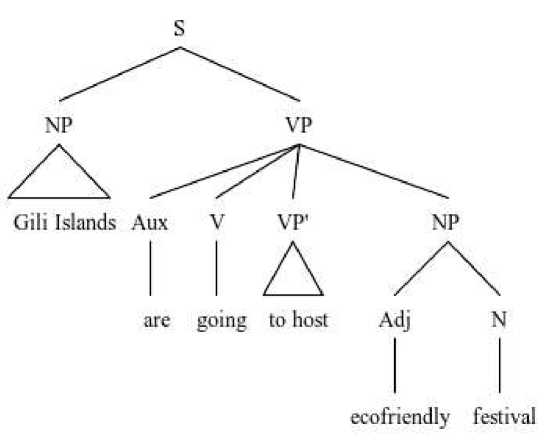 S
NP VP
Gili Islands Aux V VP' NP
are going to host Adj N
ecofriendly festival